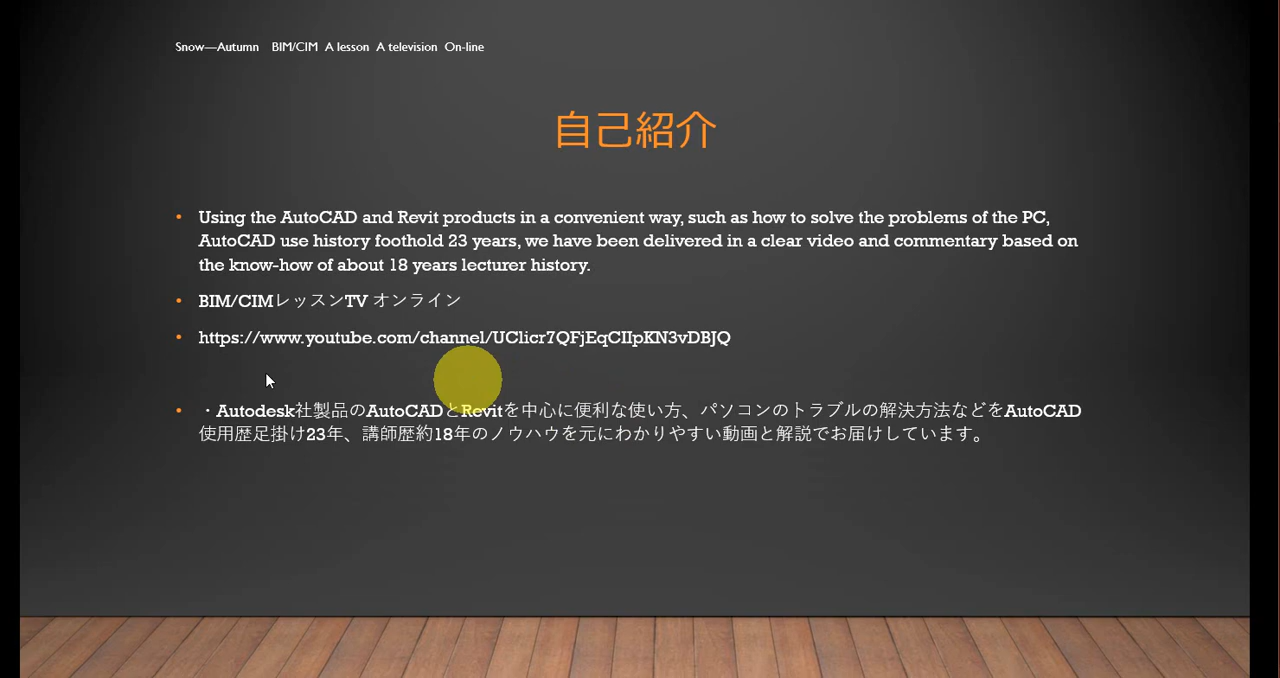 Snow—Autumn BIM/CIM A lesson A television On-line
自己紹介
• Using the AutoCAD and Revit products in a convenient way, such as how to solve the problems of the PC,
AutoCAD use history foothold 23 years, we have been delivered in a clear video and commentary based on
the know-how of about 18 years lecturer history.
• BIM/CIMレッスンTV オンライン
• https://www.youtube.com/channel/UClicr7QFjEqCIIpKN3vDBJQ
• ・Autodesk社製品のAutoCADとRevitを中心に便利な使い方、パソコンのトラブルの解決方法などをAutoCAD
使用歴足掛け23年、講師歴約18年のノウハウを元にわかりやすい動画と解説でお届けしています。